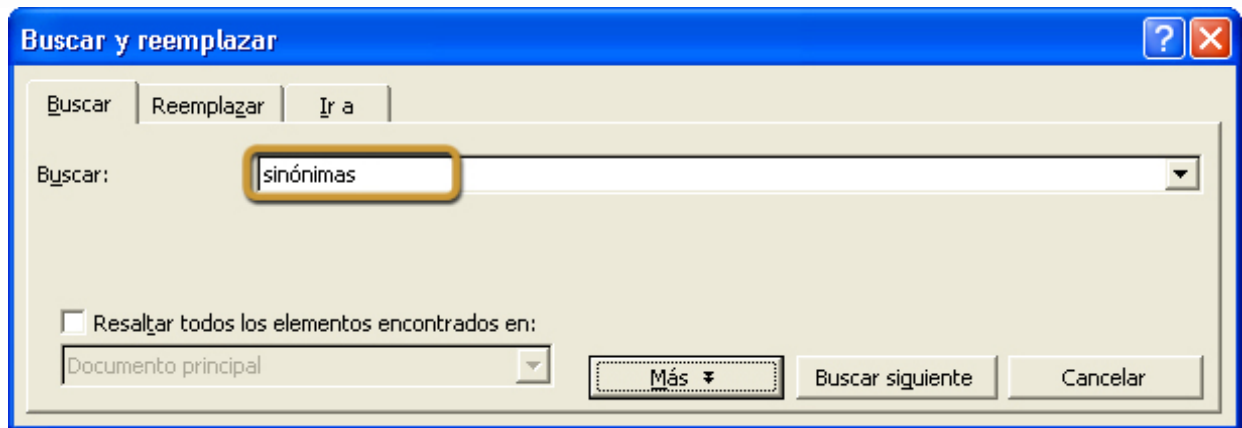 Buscar y reemplazar
Buscar Reemplazar Ir a
Buscar: sinónimas
Resaltar todos los elementos encontrados en:
Documento principal
Más Buscar siguiente Cancelar